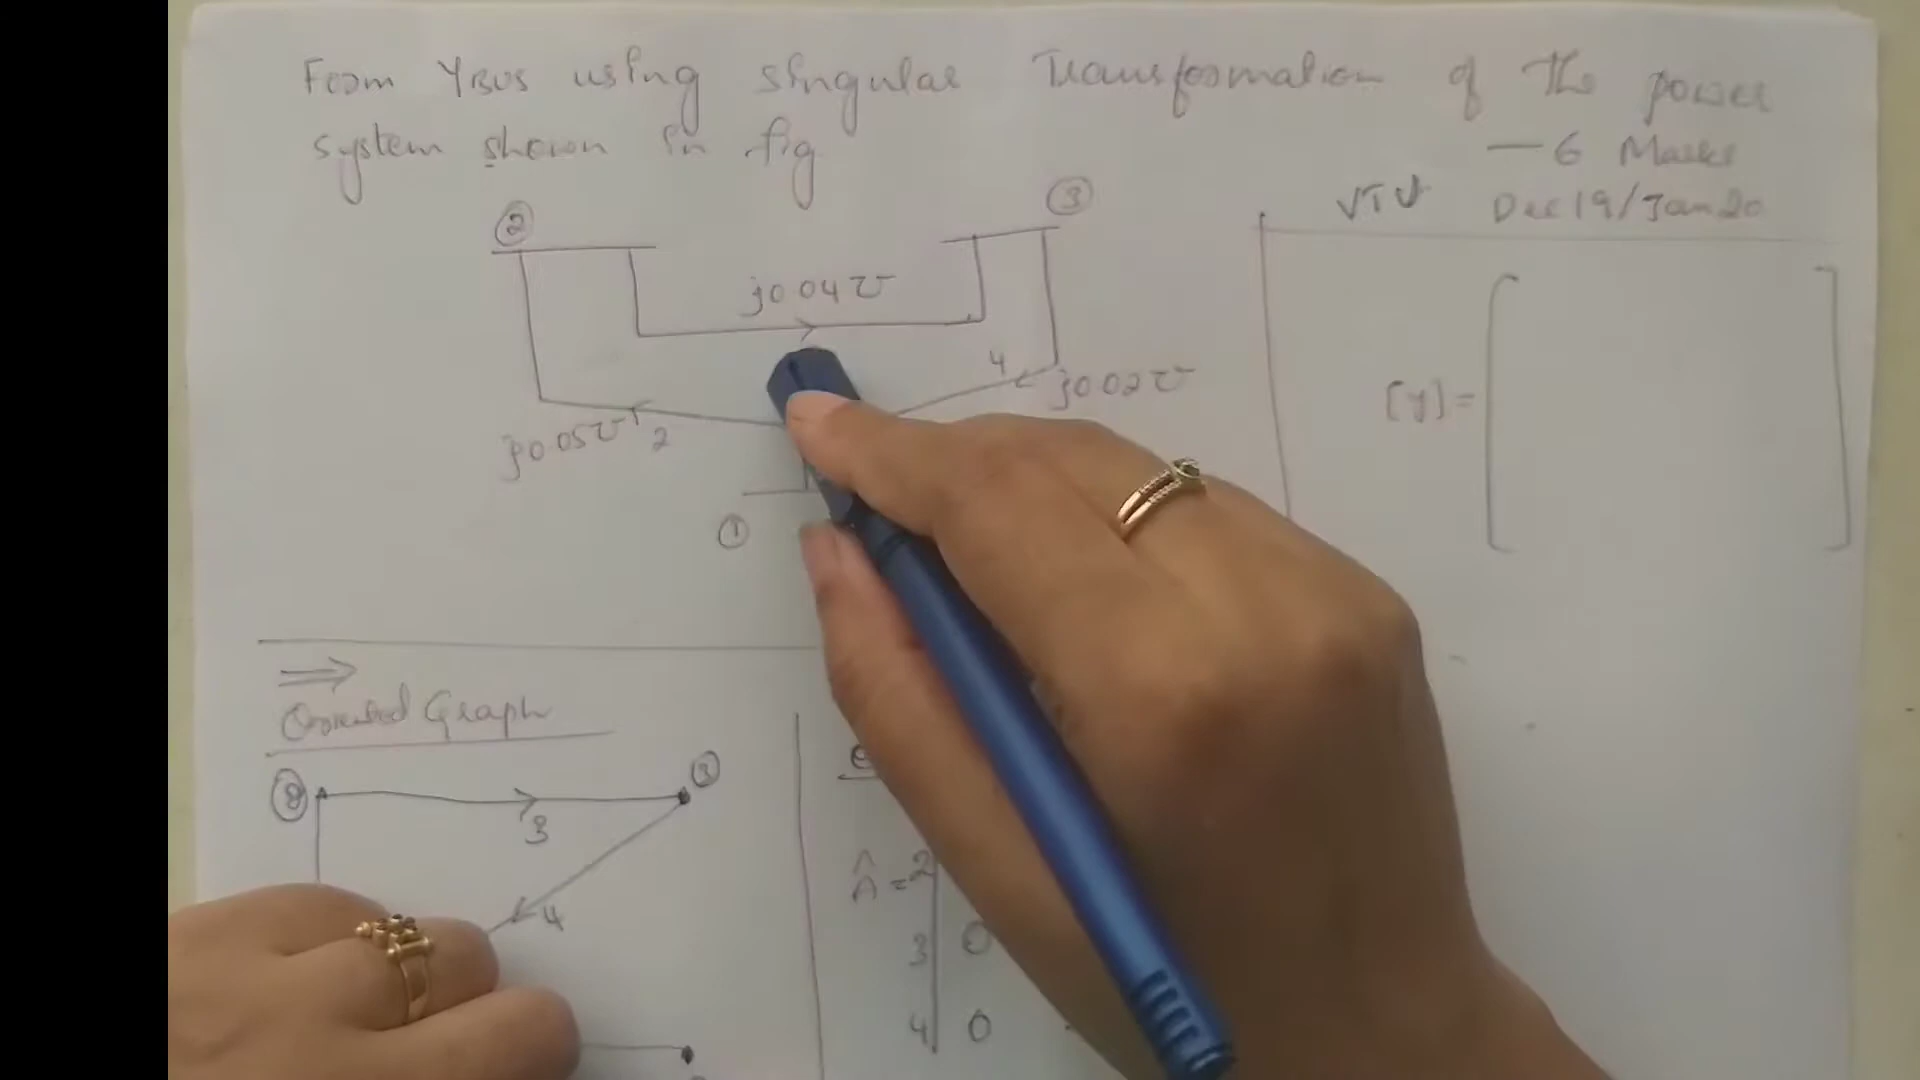 Form YBUS using singular Transformation of the power
system shown in fig
— 6 Marks
VTU Dec 19/Jan 20
②
③
j0.04 ʊ
4
j0.02 ʊ
j0.05 ʊ
2
①
[y]=
⇒
Oriented Graph
②
③
3
4
Â = 2
3 0
4 0